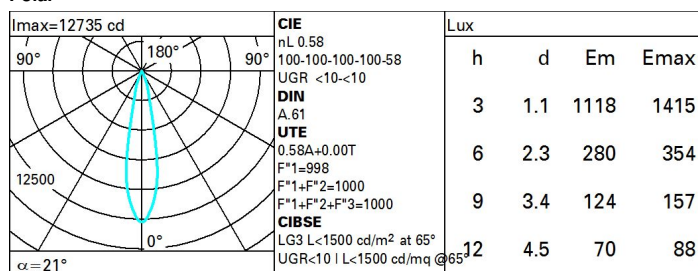 Imax=12735 cd
90°
180°
90°
12500
0°
α=21°
CIE
nL 0.58
100-100-100-100-58
UGR <10-<10
DIN
A.61
UTE
0.58A+0.00T
F"1=998
F"1+F"2=1000
F"1+F"2+F"3=1000
CIBSE
LG3 L<1500 cd/m² at 65°
UGR<10 | L<1500 cd/mq @65°
Lux
h d Em Emax
3 1.1 1118 1415
6 2.3 280 354
9 3.4 124 157
12 4.5 70 88